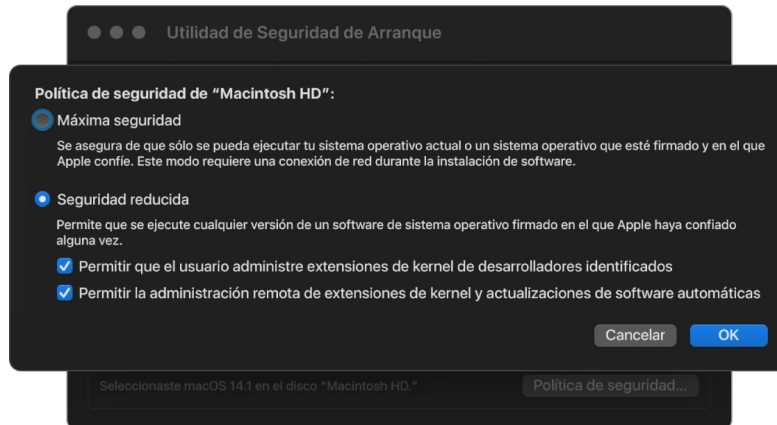 Utilidad de Seguridad de Arranque
Política de seguridad de “Macintosh HD”:
Máxima seguridad
Se asegura de que sólo se pueda ejecutar tu sistema operativo actual o un sistema operativo que esté firmado y en el que
Apple confíe. Este modo requiere una conexión de red durante la instalación de software.
Seguridad reducida
Permite que se ejecute cualquier versión de un software de sistema operativo firmado en el que Apple haya confiado
alguna vez.
Permitir que el usuario administre extensiones de kernel de desarrolladores identificados
Permitir la administración remota de extensiones de kernel y actualizaciones de software automáticas
Cancelar
OK
Seleccionaste macOS 14.1 en el disco “Macintosh HD.”
Política de seguridad...